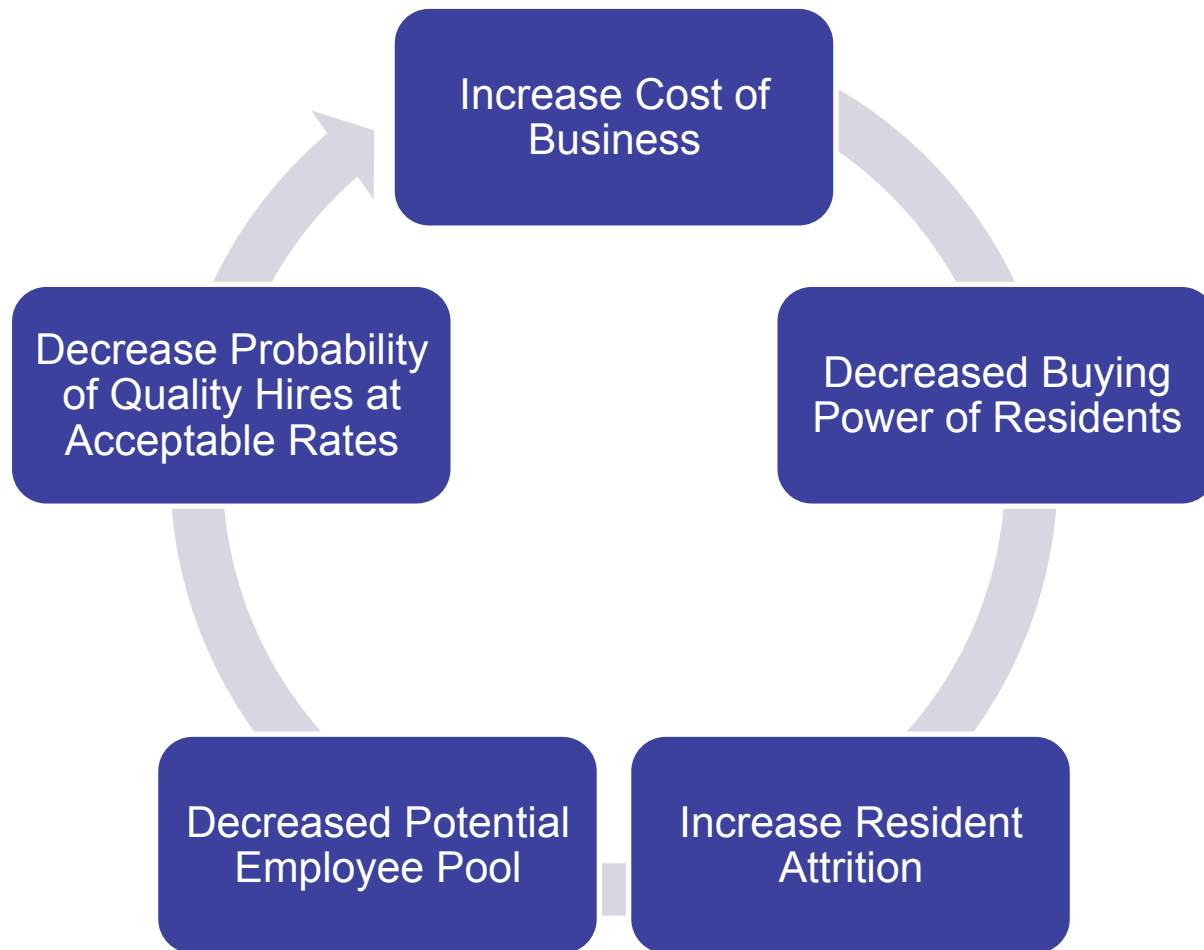 Increase Cost of
Business
Decreased Buying
Power of Residents
Increase Resident
Attrition
Decreased Potential
Employee Pool
Decrease Probability
of Quality Hires at
Acceptable Rates